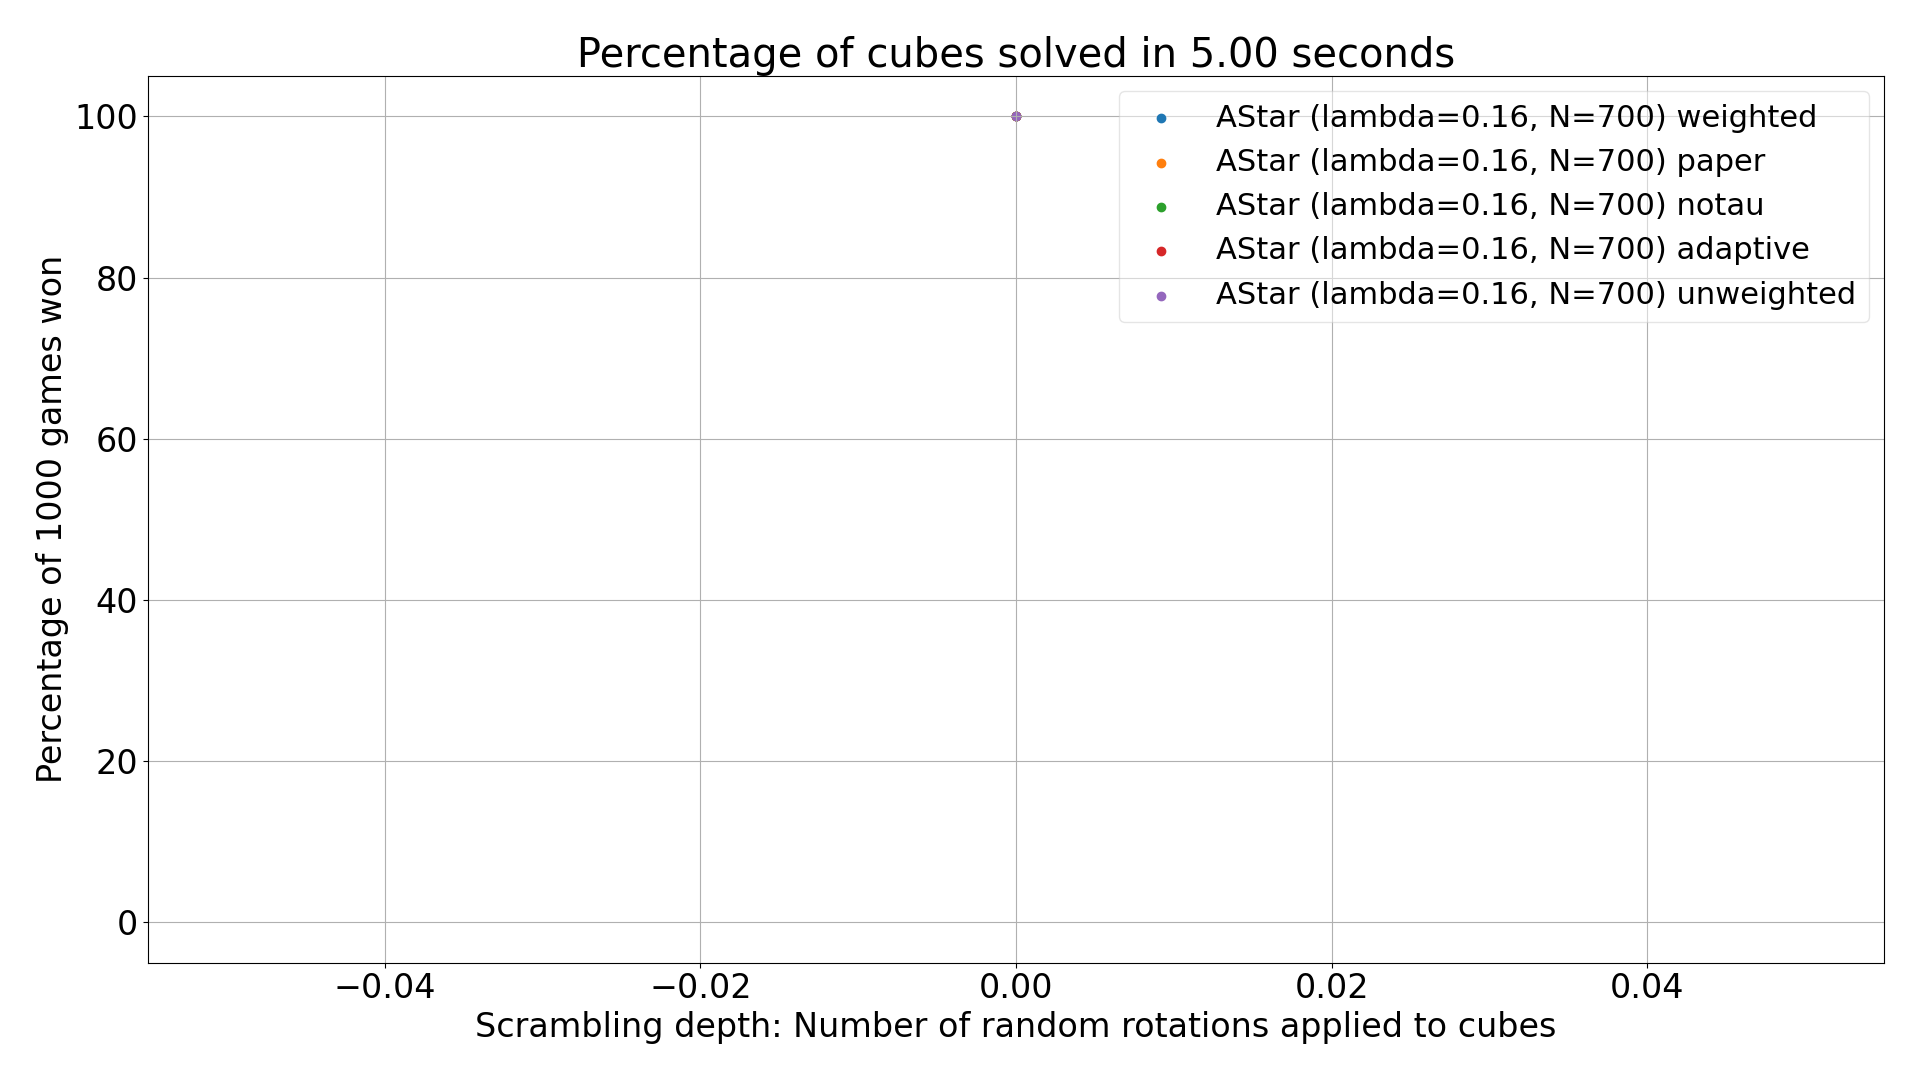 Percentage of cubes solved in 5.00 seconds
AStar (lambda=0.16, N=700) weighted
AStar (lambda=0.16, N=700) paper
AStar (lambda=0.16, N=700) notau
AStar (lambda=0.16, N=700) adaptive
AStar (lambda=0.16, N=700) unweighted
Percentage of 1000 games won
100
80
60
40
20
0
−0.04 −0.02 0.00 0.02 0.04
Scrambling depth: Number of random rotations applied to cubes